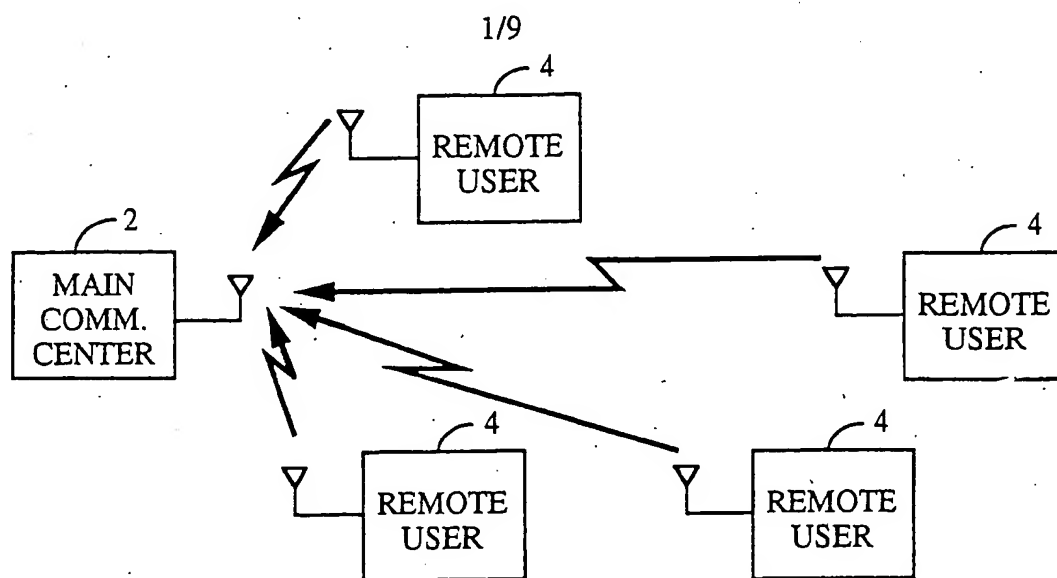 1/9
4
REMOTE
USER
2
MAIN
COMM.
CENTER
4
REMOTE
USER
4
REMOTE
USER
4
REMOTE
USER